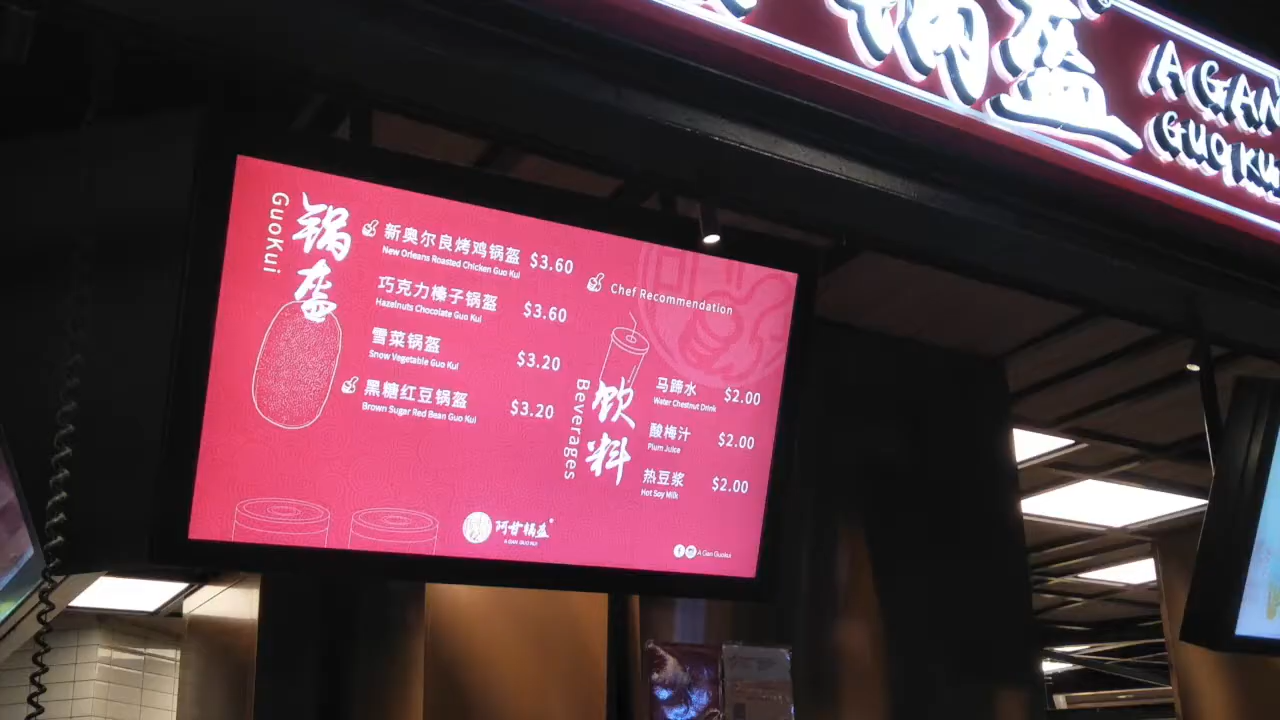 锅盔
A GAN
GUO KUI
锅盔
GuoKui
新奥尔良烤鸡锅盔 $3.60
New Orleans Roasted Chicken Guo Kui
巧克力榛子锅盔 $3.60
Hazelnuts Chocolate Guo Kui
雪菜锅盔 $3.20
Snow Vegetable Guo Kui
黑糖红豆锅盔 $3.20
Brown Sugar Red Bean Guo Kui
Chef Recommendation
饮料
Beverages
马蹄水 $2.00
Water Chestnut Drink
酸梅汁 $2.00
Plum Juice
热豆浆 $2.00
Hot Soy Milk
阿甘锅盔
A GAN GUO KUI
A Gan Guokui